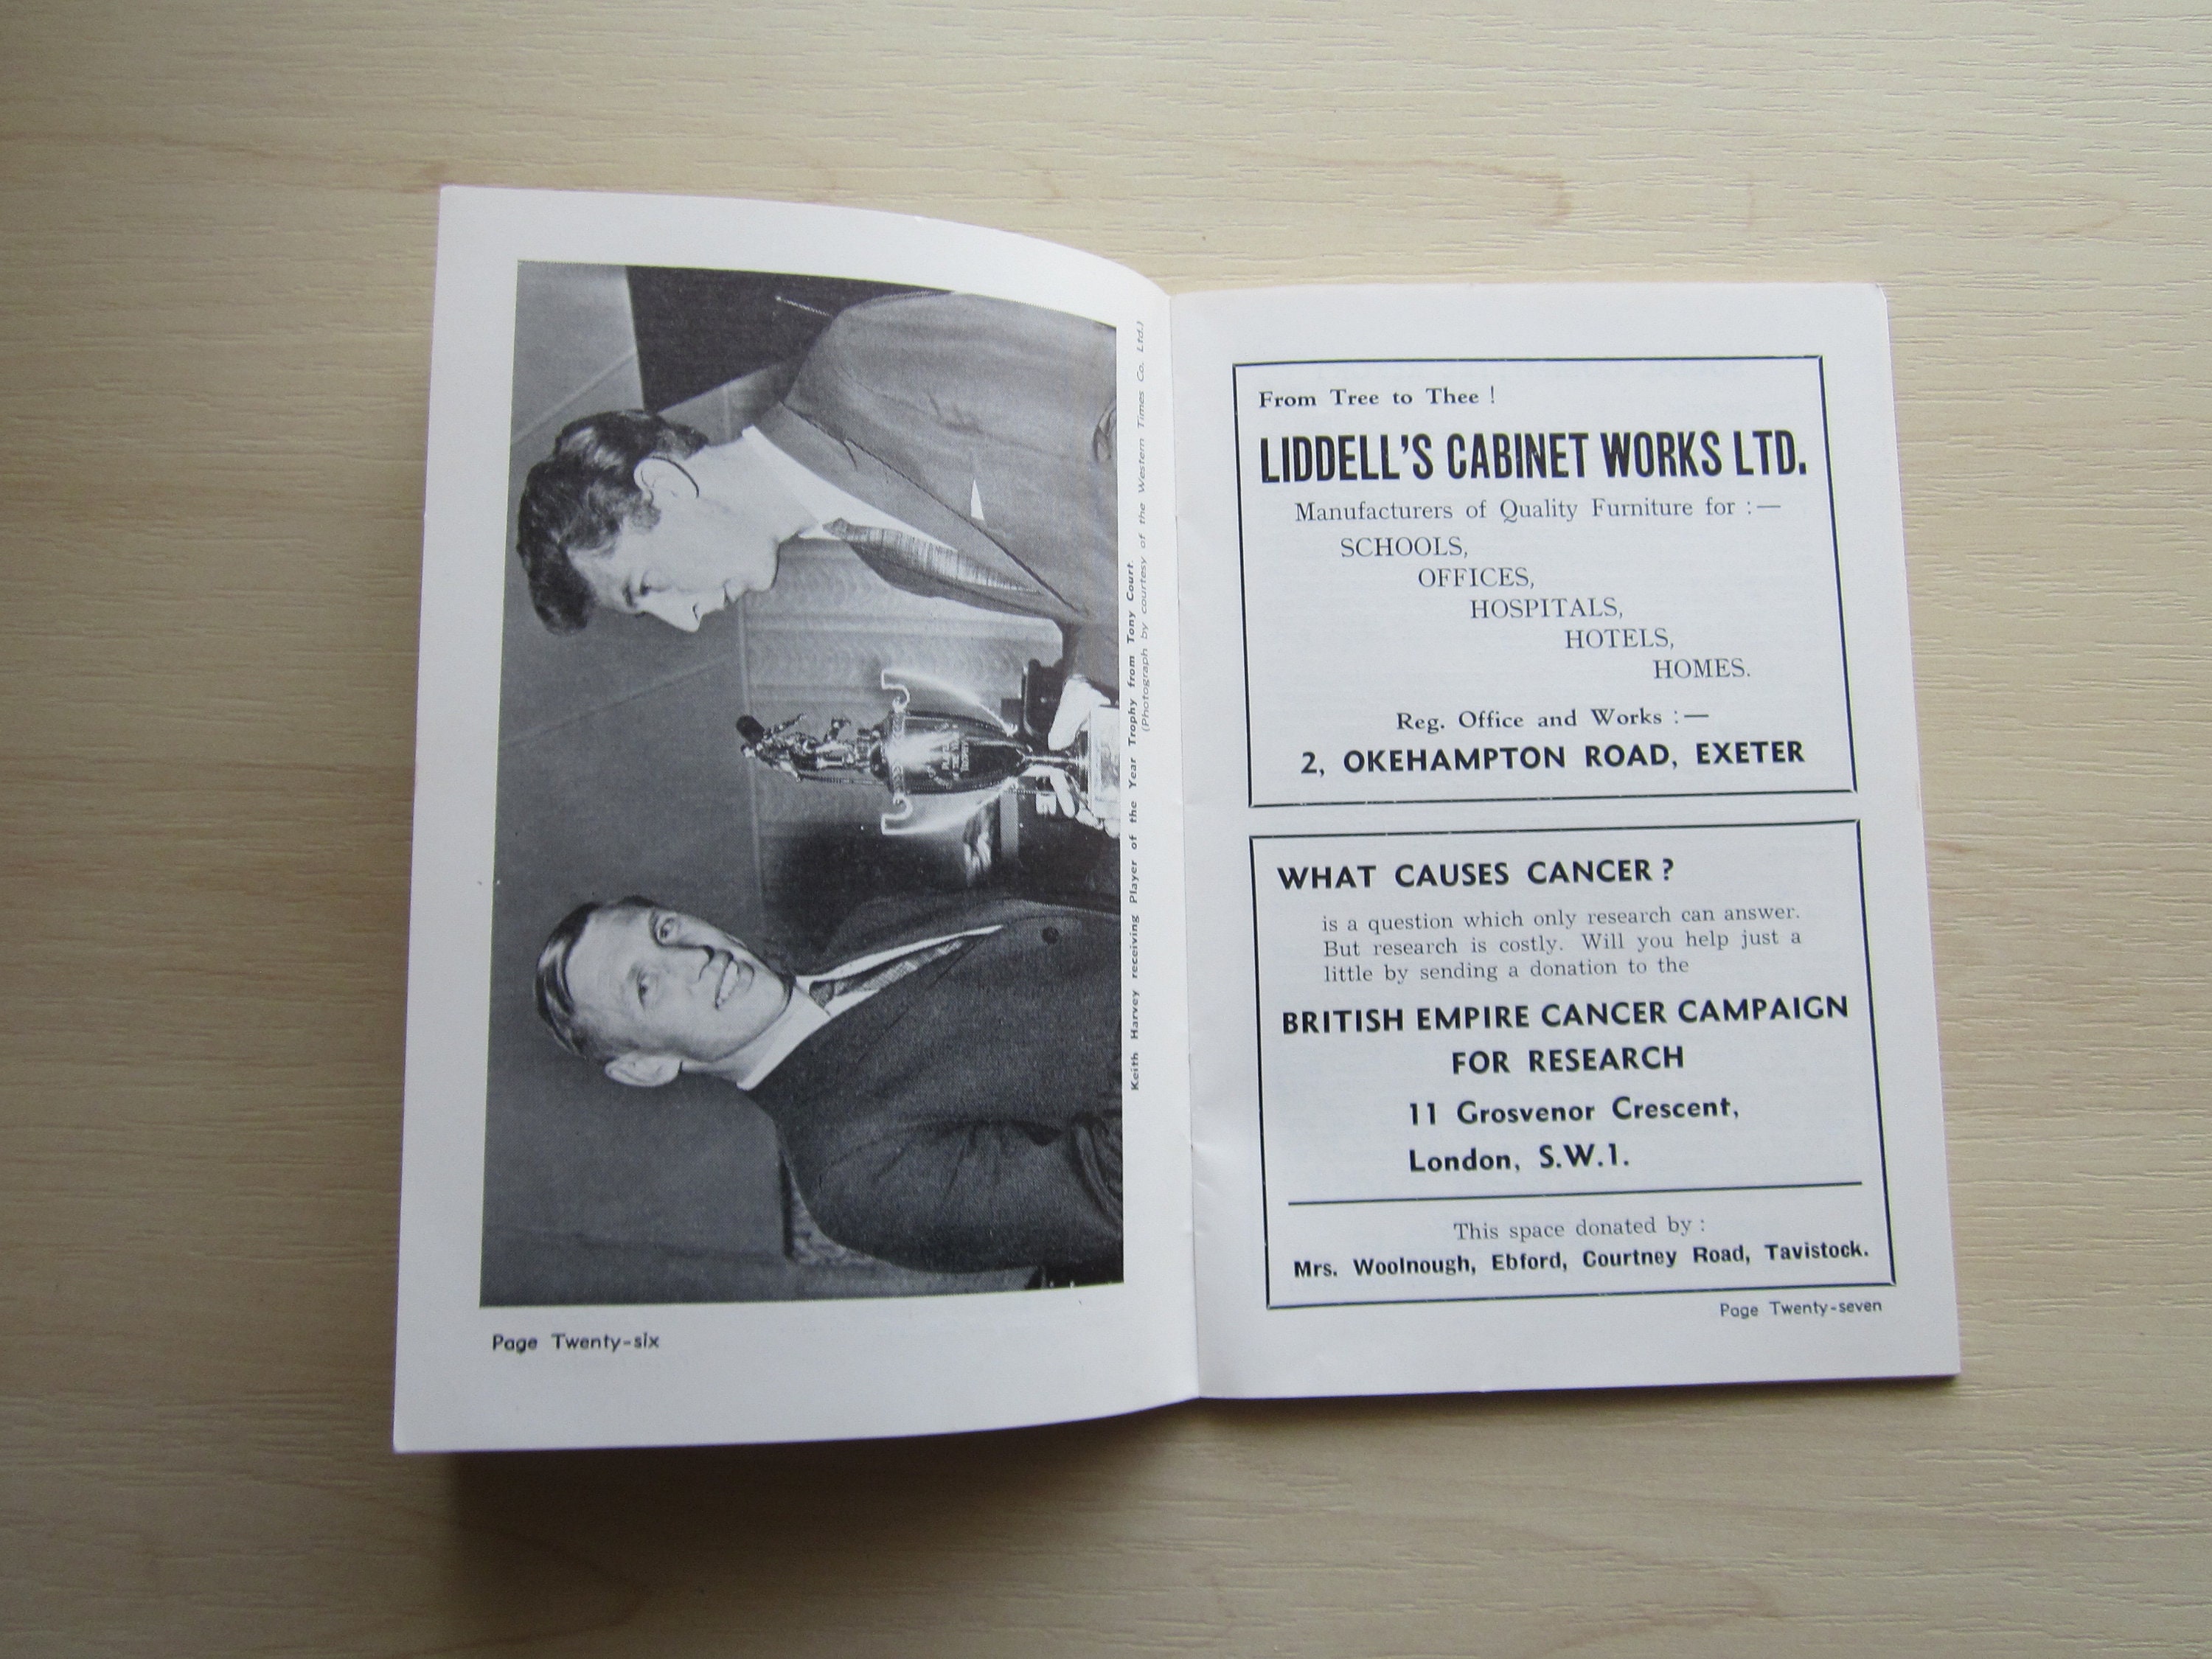 Keith Harvey receiving Player of the Year Trophy from Tony Court.
(Photograph by courtesy of the Western Times Co. Ltd.)
Page Twenty-six
From Tree to Thee !
LIDDELL'S CABINET WORKS LTD.
Manufacturers of Quality Furniture for :—
SCHOOLS,
OFFICES,
HOSPITALS,
HOTELS,
HOMES.
Reg. Office and Works :—
2, OKEHAMPTON ROAD, EXETER
WHAT CAUSES CANCER ?
is a question which only research can answer.
But research is costly. Will you help just a
little by sending a donation to the
BRITISH EMPIRE CANCER CAMPAIGN
FOR RESEARCH
11 Grosvenor Crescent,
London, S.W.1.
This space donated by :
Mrs. Woolnough, Ebford, Courtney Road, Tavistock.
Page Twenty-seven